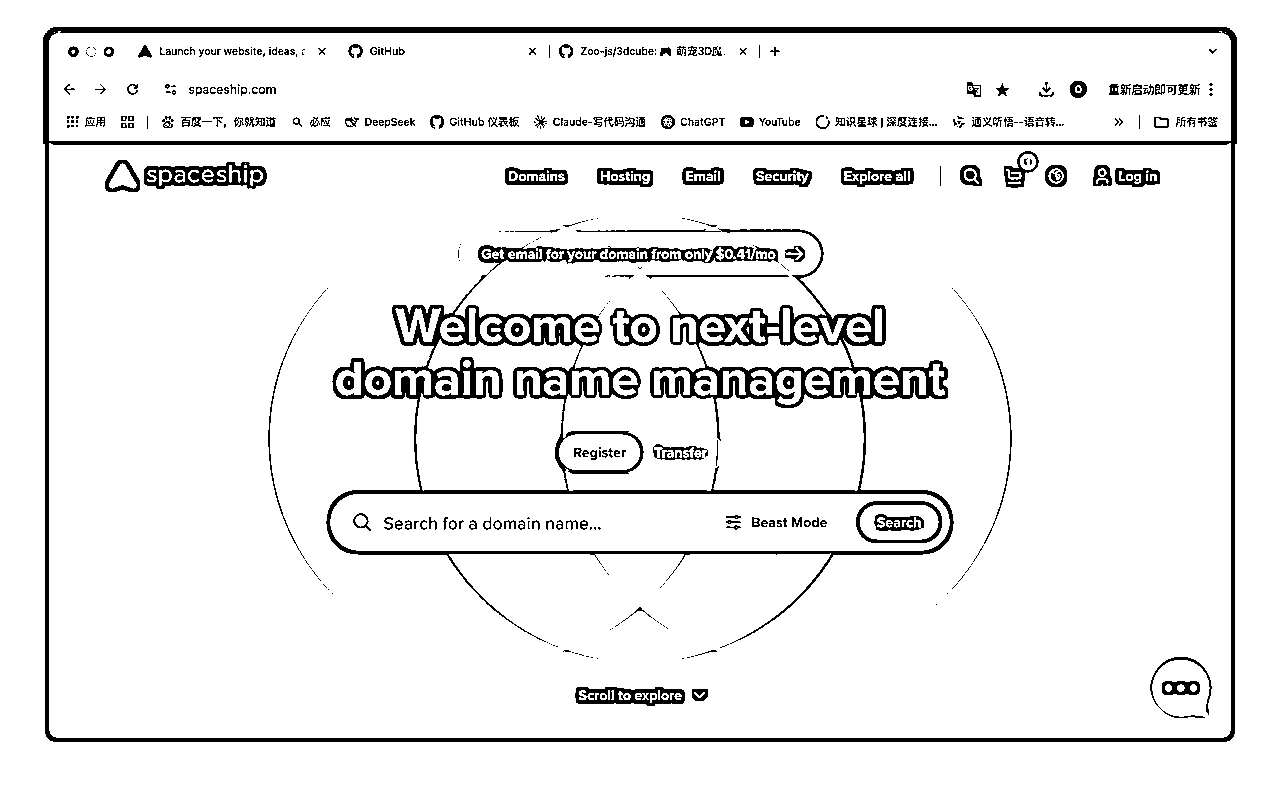 Launch your website, ideas, a
GitHub
Zoo-js/3dcube: 🎮 萌宠3D魔.
spaceship.com
重新启动即可更新
应用
百度一下，你就知道
必应
DeepSeek
GitHub 仪表板
Claude-写代码沟通
ChatGPT
YouTube
知识星球 | 深度连接...
通义听悟--语音转...
所有书签
spaceship
Domains
Hosting
Email
Security
Explore all
0
Log in
Get email for your domain from only $0.41/mo
Welcome to next-level
domain name management
Register
Transfer
Search for a domain name...
Beast Mode
Search
Scroll to explore